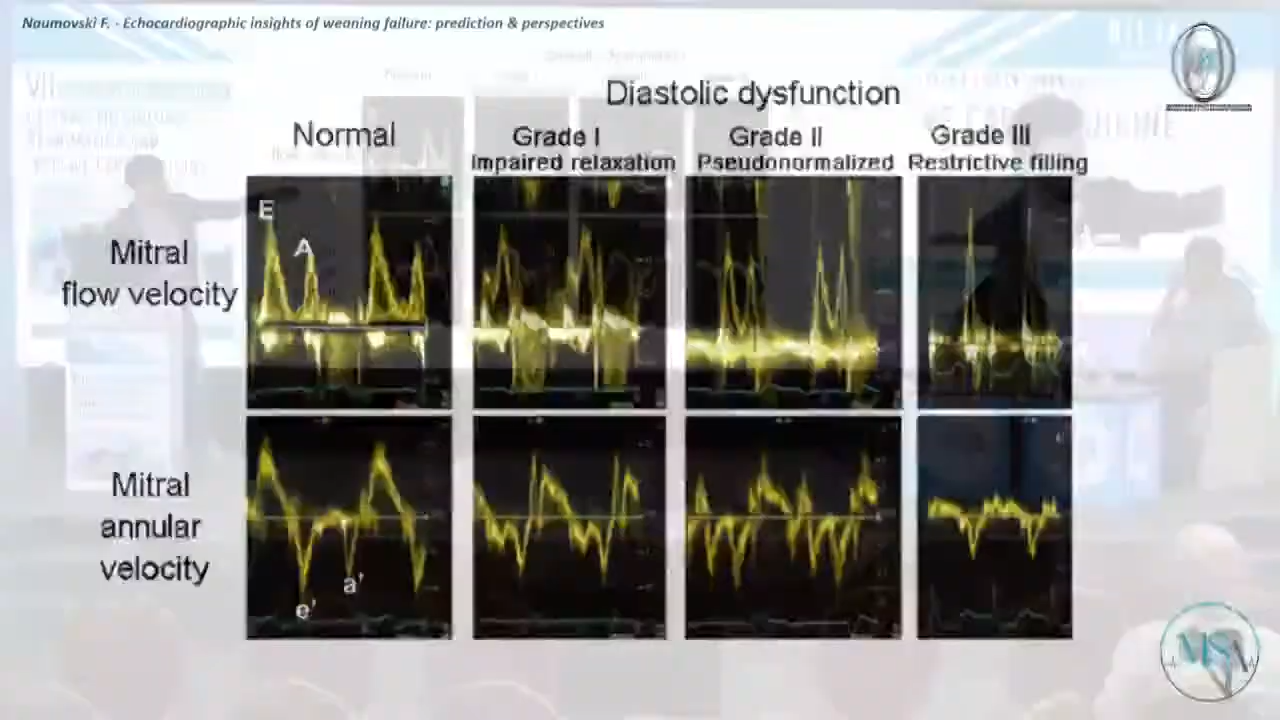 Naumovski F. - Echocardiographic insights of weaning failure: prediction & perspectives
Diastolic dysfunction
Normal
Grade I
Impaired relaxation
Grade II
Pseudonormalized
Grade III
Restrictive filling
Mitral
flow velocity
E
A
Mitral
annular
velocity
e'
a'
MSA